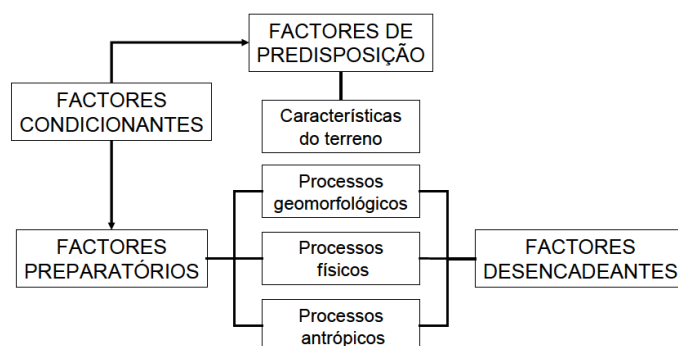 FACTORES DE
PREDISPOSIÇÃO
FACTORES
CONDICIONANTES
Características
do terreno
Processos
geomorfológicos
FACTORES
PREPARATÓRIOS
Processos
físicos
FACTORES
DESENCADEANTES
Processos
antrópicos